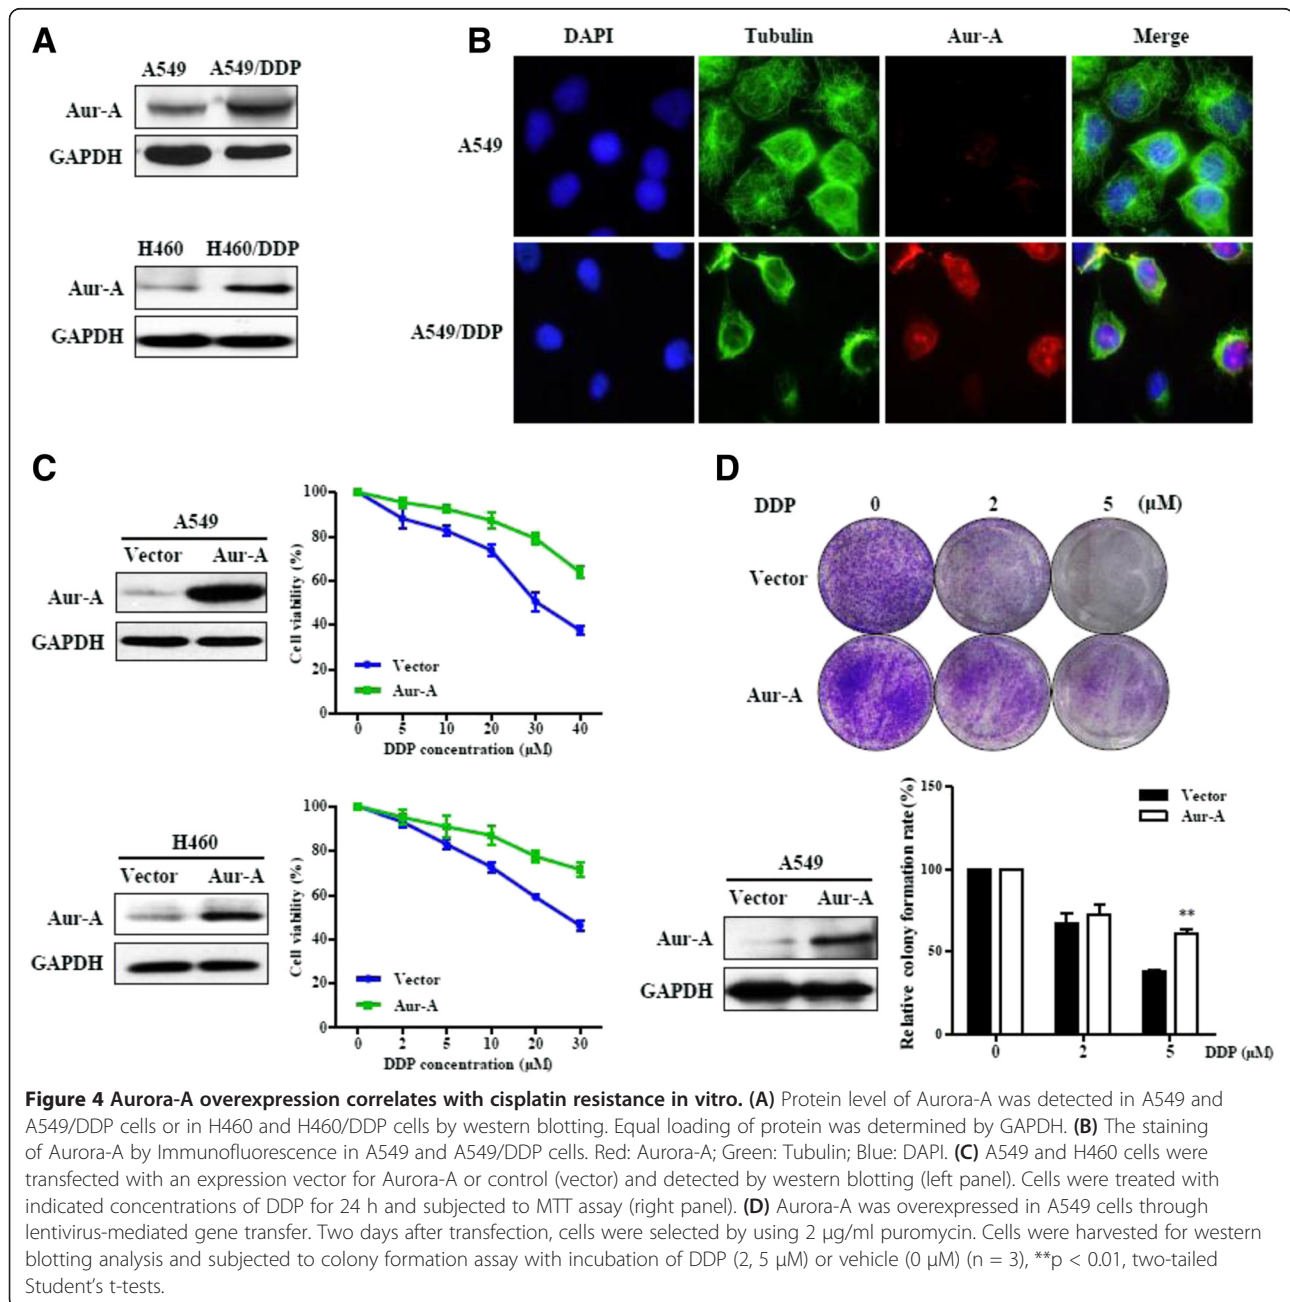 A
A549 A549/DDP
Aur-A
GAPDH
H460 H460/DDP
Aur-A
GAPDH
B
DAPI Tubulin Aur-A Merge
A549
A549/DDP
C
A549
Vector Aur-A
Aur-A
GAPDH
Cell viability (%)
100
80
60
40
20
0
Vector
Aur-A
0 5 10 20 30 40
DDP concentration (µM)
H460
Vector Aur-A
Aur-A
GAPDH
Cell viability (%)
100
80
60
40
20
0
Vector
Aur-A
0 2 5 10 20 30
DDP concentration (µM)
D
DDP 0 2 5 (µM)
Vector
Aur-A
A549
Vector Aur-A
Aur-A
GAPDH
Relative colony formation rate (%)
150
100
50
0
Vector
Aur-A
**
0 2 5 DDP (µM)
Figure 4 Aurora-A overexpression correlates with cisplatin resistance in vitro. (A) Protein level of Aurora-A was detected in A549 and
A549/DDP cells or in H460 and H460/DDP cells by western blotting. Equal loading of protein was determined by GAPDH. (B) The staining
of Aurora-A by Immunofluorescence in A549 and A549/DDP cells. Red: Aurora-A; Green: Tubulin; Blue: DAPI. (C) A549 and H460 cells were
transfected with an expression vector for Aurora-A or control (vector) and detected by western blotting (left panel). Cells were treated with
indicated concentrations of DDP for 24 h and subjected to MTT assay (right panel). (D) Aurora-A was overexpressed in A549 cells through
lentivirus-mediated gene transfer. Two days after transfection, cells were selected by using 2 µg/ml puromycin. Cells were harvested for western
blotting analysis and subjected to colony formation assay with incubation of DDP (2, 5 µM) or vehicle (0 µM) (n = 3), **p < 0.01, two-tailed
Student's t-tests.